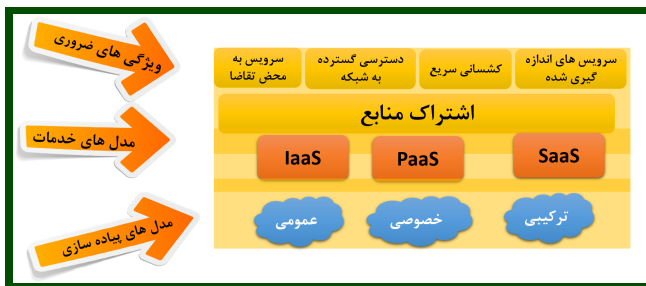 ویژگی های ضروری
سرویس های اندازه
گیری شده
کشسانی سریع
دسترسی گسترده
به شبکه
سرویس به
محض تقاضا
اشتراک منابع
مدل های خدمات
SaaS
PaaS
IaaS
مدل های پیاده سازی
ترکیبی
خصوصی
عمومی